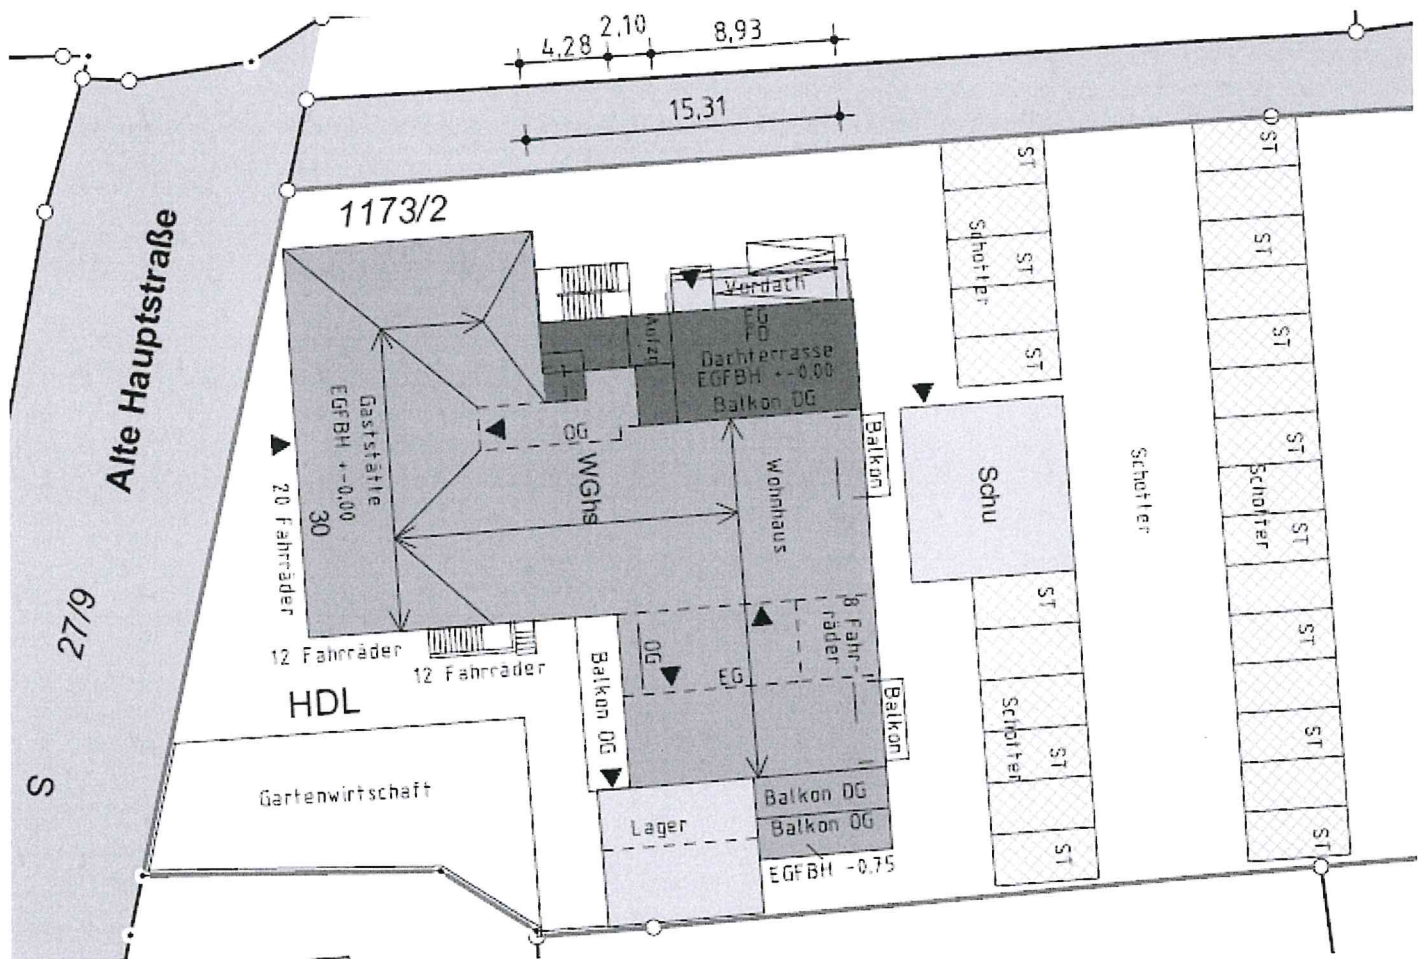 4,28
2,10
8,93
15,31
1173/2
Alte Hauptstraße
27/9
S
Vordach
EG
FD
Dachterrasse
EGFBH +-0.00
Balkon OG
Gaststätte
EGFBH +-0.00
30
20 Fahrräder
OG
WGhs
Wohnhaus
Balkon
Schu
Schotter
Schotter
Schotter
Schotter
12 Fahrräder
12 Fahrräder
HDL
Balkon OG
OG
EG
8 Fahr-
räder
Balkon
Gartenwirtschaft
Lager
Balkon OG
Balkon OG
EGFBH -0.75
ST
ST
ST
ST
ST
ST
ST
ST
ST
ST
ST
ST
ST
ST